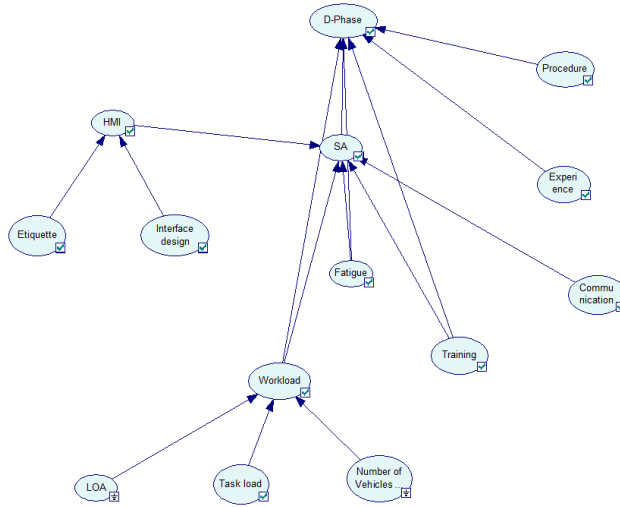 D-Phase
Procedure
HMI
SA
Experi
ence
Etiquette
Interface
design
Fatigue
Commu
nication
Training
Workload
LOA
Task load
Number of
Vehicles ...